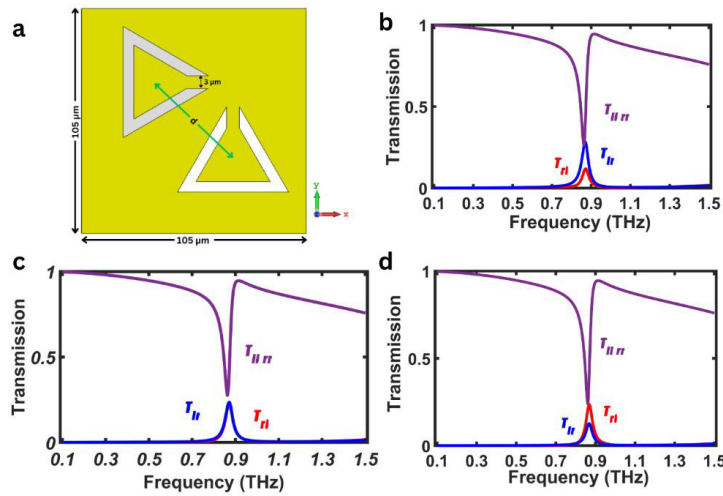 a
3 μm
d
105 μm
y
x
105 μm
b
Transmission
1
0.5
0
T_ll rr
T_rl
T_lr
0.1 0.3 0.5 0.7 0.9 1.1 1.3 1.5
Frequency (THz)
c
Transmission
1
0.5
0
T_ll rr
T_lr
T_rl
0.1 0.3 0.5 0.7 0.9 1.1 1.3 1.5
Frequency (THz)
d
Transmission
1
0.5
0
T_ll rr
T_rl
T_lr
0.1 0.3 0.5 0.7 0.9 1.1 1.3 1.5
Frequency (THz)